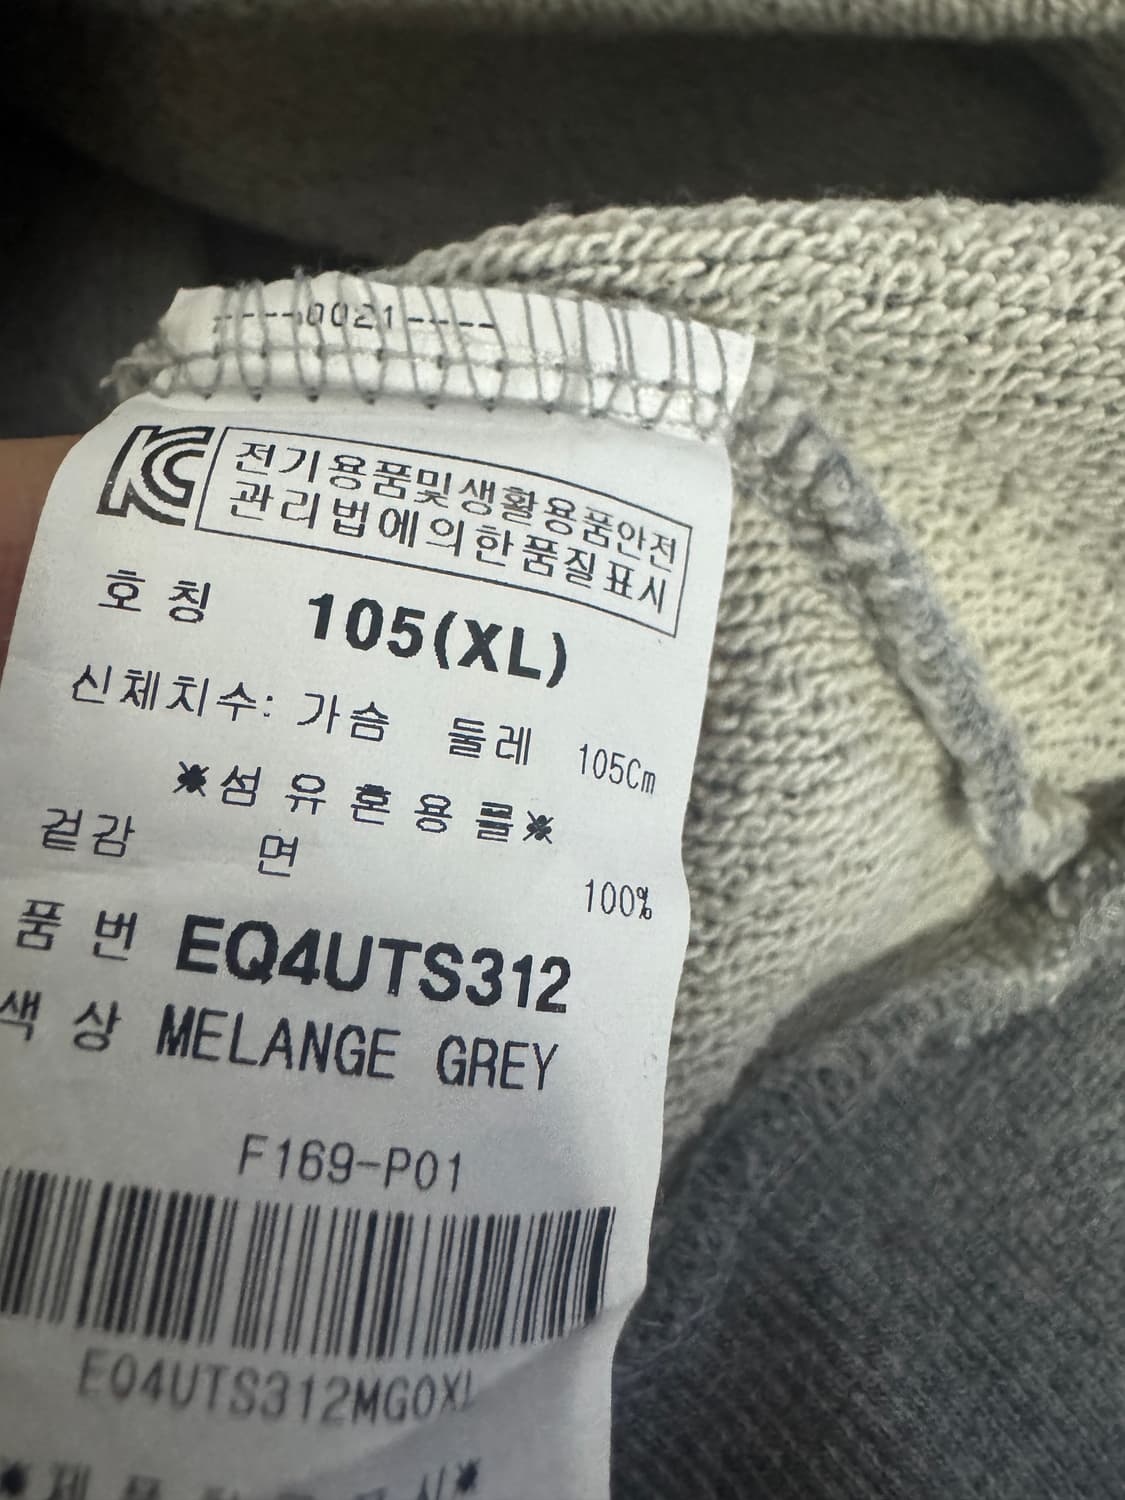 ----0021----
KC 전기용품및생활용품안전
관리법에의한품질표시
호칭 105(XL)
신체치수: 가슴 둘레 105Cm
※섬유혼용률※
겉감 면 100%
품번 EQ4UTS312
색상 MELANGE GREY
F169-P01
EQ4UTS312MG0XL